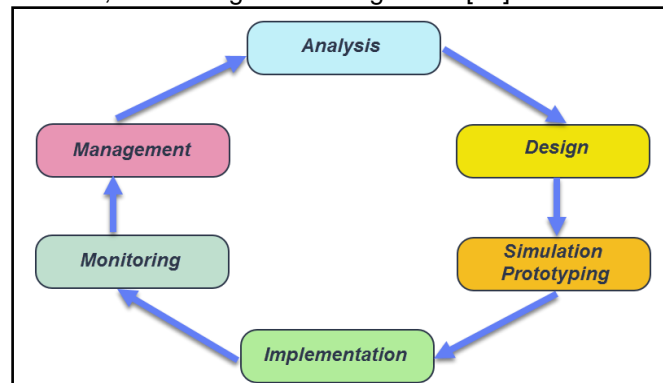 Analysis
Management
Design
Monitoring
Simulation
Prototyping
Implementation